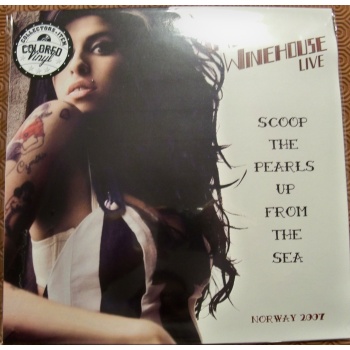 COLLECTORS-ITEM
COLORED
Vinyl
WINEHOUSE
LIVE
SCOOP
THE
PEARLS
UP
FROM
THE
SEA
NORWAY 2007